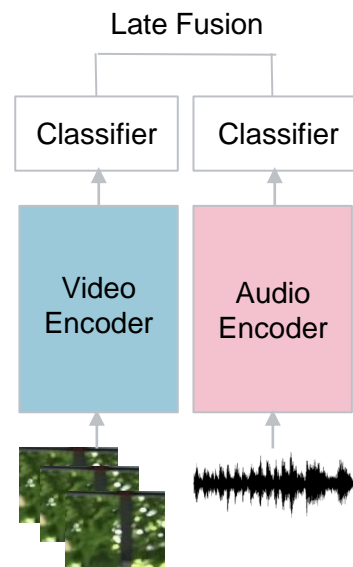 Late Fusion
Classifier
Classifier
Video
Encoder
Audio
Encoder